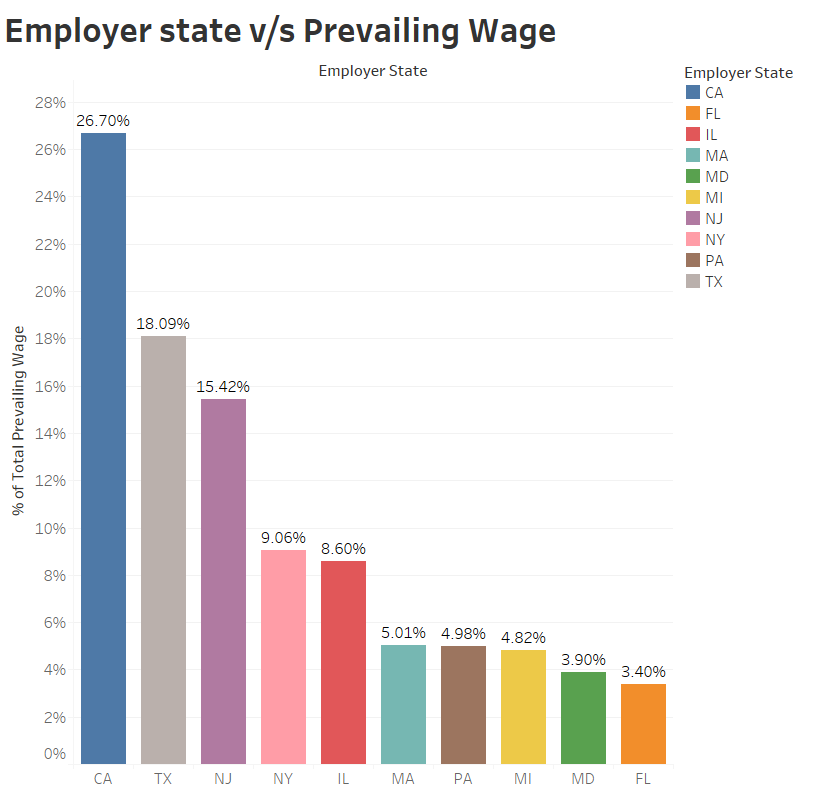 Employer state v/s Prevailing Wage
Employer State
% of Total Prevailing Wage
28%
26%
24%
22%
20%
18%
16%
14%
12%
10%
8%
6%
4%
2%
0%
26.70%
18.09%
15.42%
9.06%
8.60%
5.01%
4.98%
4.82%
3.90%
3.40%
CA
TX
NJ
NY
IL
MA
PA
MI
MD
FL
Employer State
CA
FL
IL
MA
MD
MI
NJ
NY
PA
TX